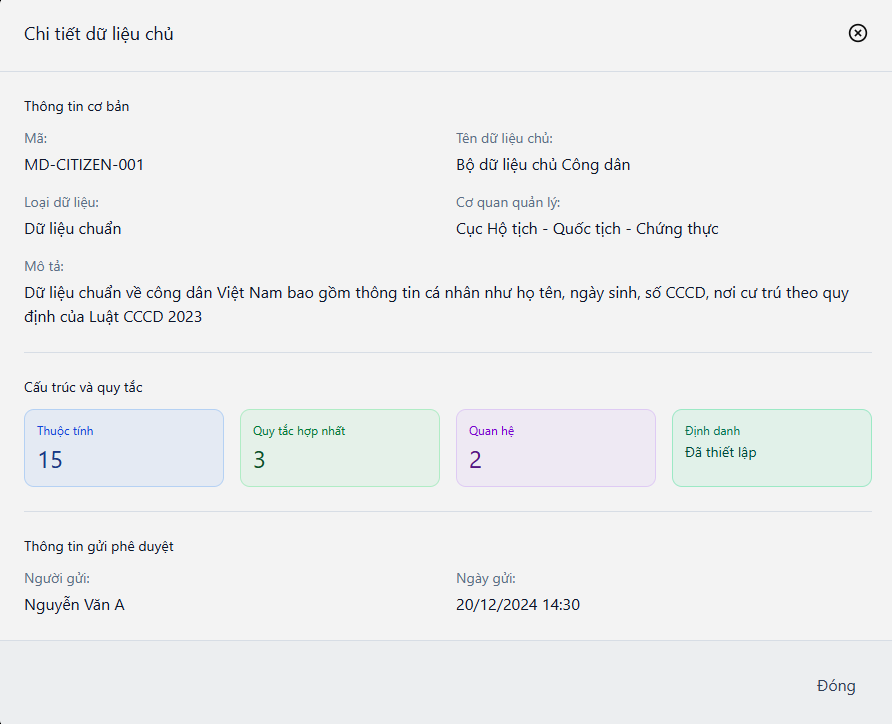 Chi tiết dữ liệu chủ
Thông tin cơ bản
Mã:
MD-CITIZEN-001
Tên dữ liệu chủ:
Bộ dữ liệu chủ Công dân
Loại dữ liệu:
Dữ liệu chuẩn
Cơ quan quản lý:
Cục Hộ tịch - Quốc tịch - Chứng thực
Mô tả:
Dữ liệu chuẩn về công dân Việt Nam bao gồm thông tin cá nhân như họ tên, ngày sinh, số CCCD, nơi cư trú theo quy
định của Luật CCCD 2023
Cấu trúc và quy tắc
Thuộc tính
15
Quy tắc hợp nhất
3
Quan hệ
2
Định danh
Đã thiết lập
Thông tin gửi phê duyệt
Người gửi:
Nguyễn Văn A
Ngày gửi:
20/12/2024 14:30
Đóng